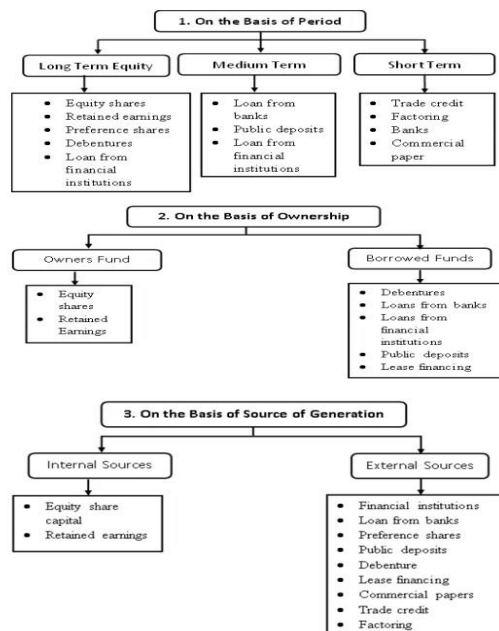 1. On the Basis of Period
Long Term Equity
Equity shares
Retained earnings
Preference shares
Debentures
Loan from
financial
institutions
Medium Term
Loan from
banks
Public deposits
Loan from
financial
institutions
Short Term
Trade credit
Factoring
Banks
Commercial
paper
2. On the Basis of Ownership
Owners Fund
Equity
shares
Retained
Earnings
Borrowed Funds
Debentures
Loans from banks
Loans from
financial
institutions
Public deposits
Lease financing
3. On the Basis of Source of Generation
Internal Sources
Equity share
capital
Retained earnings
External Sources
Financial institutions
Loan from banks
Preference shares
Public deposits
Debenture
Lease financing
Commercial papers
Trade credit
Factoring